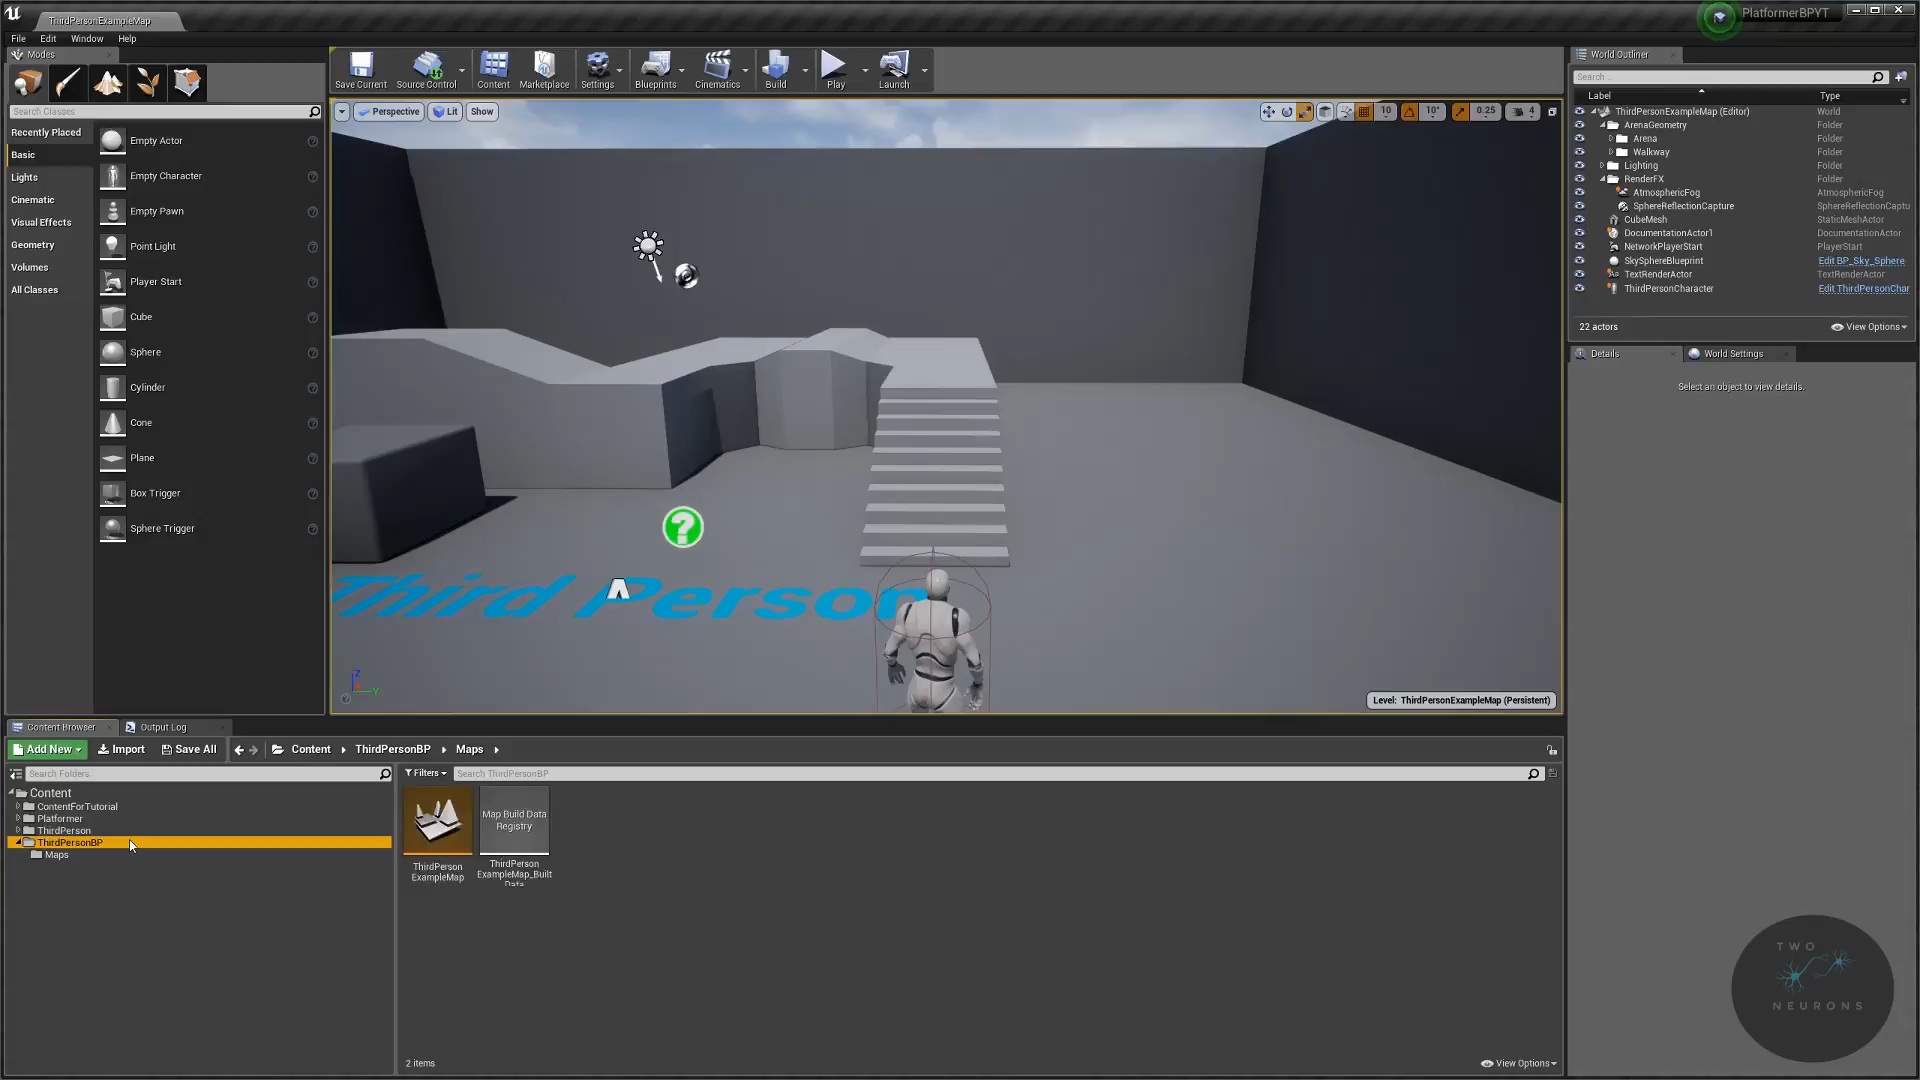 ThirdPersonExampleMap
PlatformerBPYT
File Edit Window Help
Modes
Save Current
Source Control
Content
Marketplace
Settings
Blueprints
Cinematics
Build
Play
Launch
Search Classes
Recently Placed
Basic
Lights
Cinematic
Visual Effects
Geometry
Volumes
All Classes
Empty Actor
Empty Character
Empty Pawn
Point Light
Player Start
Cube
Sphere
Cylinder
Cone
Plane
Box Trigger
Sphere Trigger
Perspective
Lit
Show
10
10°
0.25
4
Third Person
Z
Y
Level: ThirdPersonExampleMap (Persistent)
World Outliner
Search...
Label Type
ThirdPersonExampleMap (Editor) World
ArenaGeometry Folder
Arena Folder
Walkway Folder
Lighting Folder
RenderFX Folder
AtmosphericFog AtmosphericFog
SphereReflectionCapture SphereReflectionCaptu
CubeMesh StaticMeshActor
DocumentationActor1 DocumentationActor
NetworkPlayerStart PlayerStart
SkySphereBlueprint Edit BP_Sky_Sphere
TextRenderActor TextRenderActor
ThirdPersonCharacter Edit ThirdPersonChar
22 actors
View Options
Details
World Settings
Select an object to view details.
Content Browser
Output Log
Add New
Import
Save All
Content
ThirdPersonBP
Maps
Search Folders
Filters
Search ThirdPersonBP
Content
ContentForTutorial
Platformer
ThirdPerson
ThirdPersonBP
Maps
ThirdPerson
ExampleMap
Map Build Data
Registry
ThirdPerson
ExampleMap_Built
Data
2 items
View Options
TWO
NEURONS